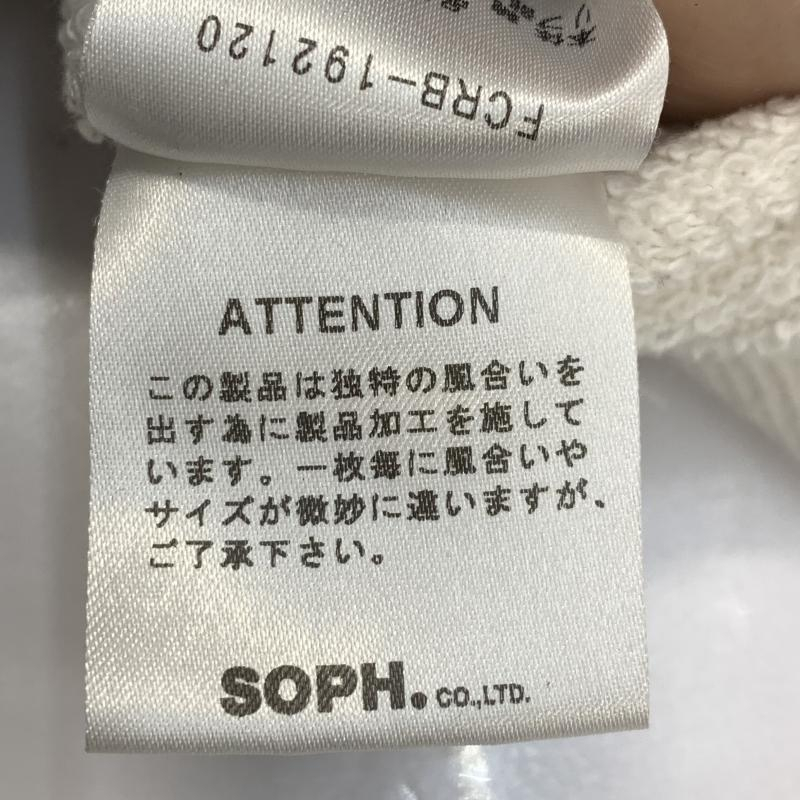 FCRB-192120
ATTENTION
この製品は独特の風合いを
出す為に製品加工を施して
います。一枚毎に風合いや
サイズが微妙に違いますが、
ご了承下さい。
SOPH. CO.,LTD.